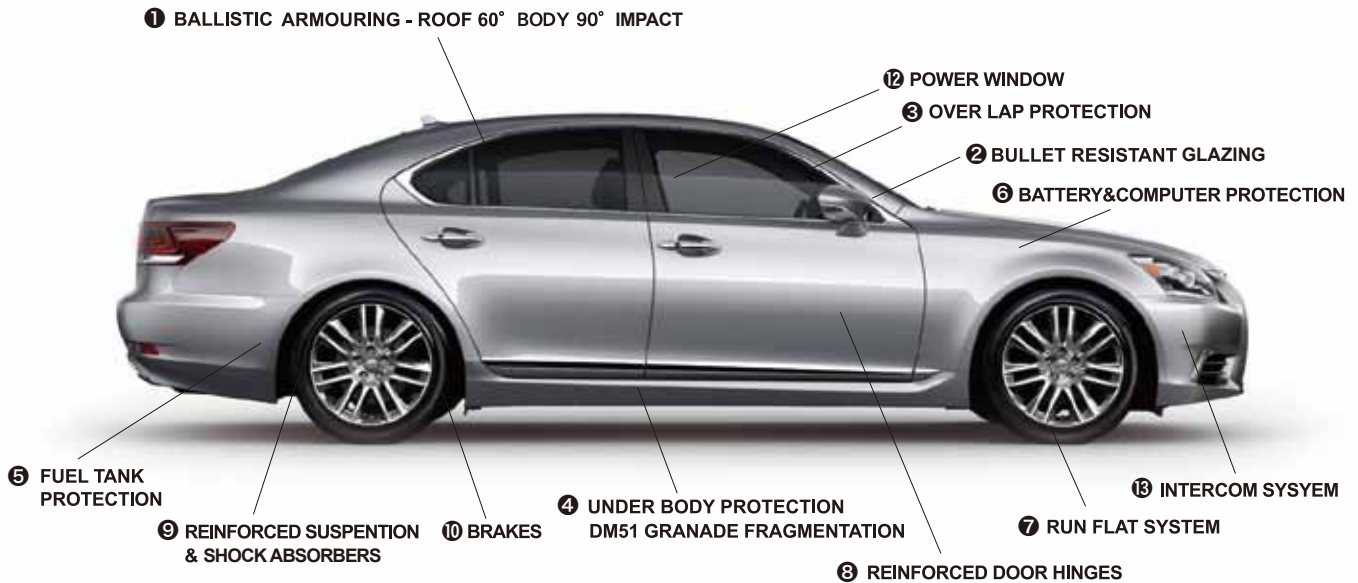 ❶ BALLISTIC ARMOURING - ROOF 60° BODY 90° IMPACT
⓬ POWER WINDOW
❸ OVER LAP PROTECTION
❷ BULLET RESISTANT GLAZING
❻ BATTERY&COMPUTER PROTECTION
❺ FUEL TANK
PROTECTION
❾ REINFORCED SUSPENTION
& SHOCK ABSORBERS
❿ BRAKES
❹ UNDER BODY PROTECTION
DM51 GRANADE FRAGMENTATION
❽ REINFORCED DOOR HINGES
❼ RUN FLAT SYSTEM
⓭ INTERCOM SYSYEM